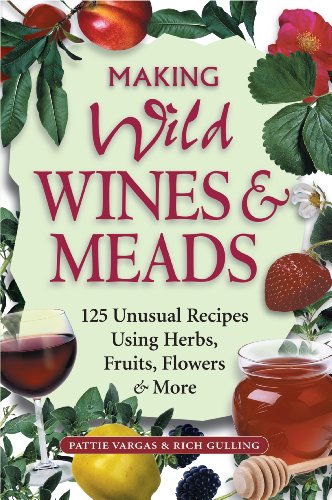 MAKING
Wild
WINES &
MEADS
125 Unusual Recipes
Using Herbs,
Fruits, Flowers
& More
PATTIE VARGAS & RICH GULLING